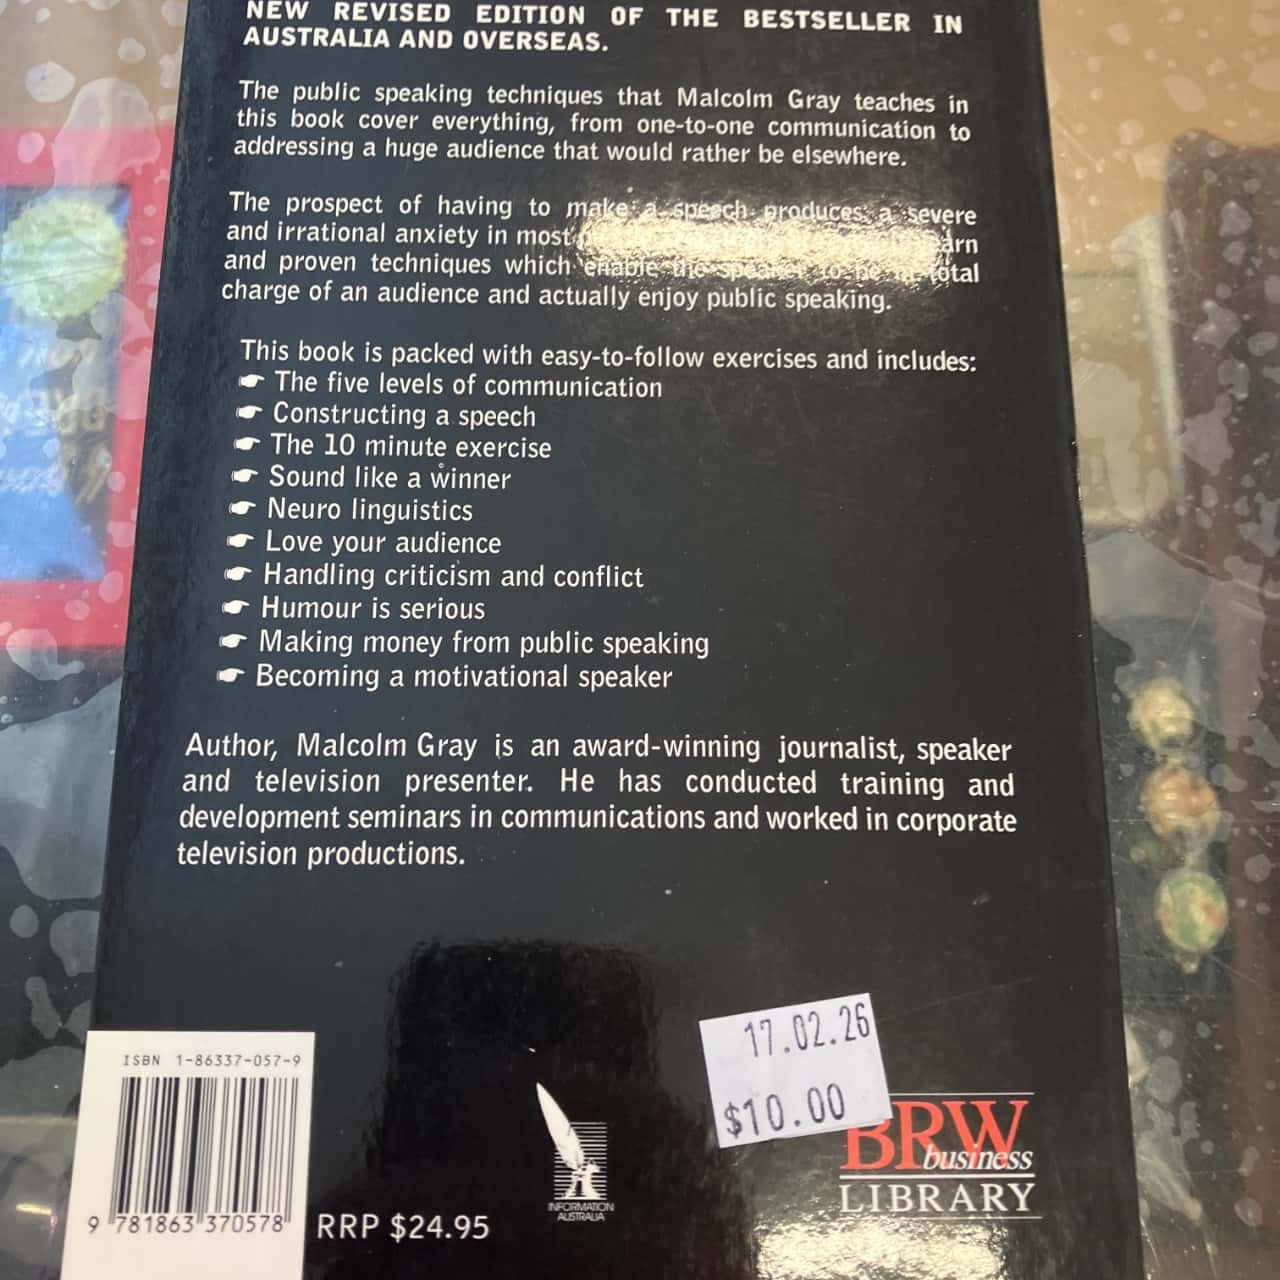 NEW REVISED EDITION OF THE BESTSELLER IN
AUSTRALIA AND OVERSEAS.
The public speaking techniques that Malcolm Gray teaches in
this book cover everything, from one-to-one communication to
addressing a huge audience that would rather be elsewhere.
The prospect of having to make a speech produces a severe
and irrational anxiety in most
and proven techniques which enable the speaker to be in total
charge of an audience and actually enjoy public speaking.
This book is packed with easy-to-follow exercises and includes:
☛ The five levels of communication
☛ Constructing a speech
☛ The 10 minute exercise
☛ Sound like a winner
☛ Neuro linguistics
☛ Love your audience
☛ Handling criticism and conflict
☛ Humour is serious
☛ Making money from public speaking
☛ Becoming a motivational speaker
Author, Malcolm Gray is an award-winning journalist, speaker
and television presenter. He has conducted training and
development seminars in communications and worked in corporate
television productions.
17.02.26
$10.00
ISBN 1-86337-057-9
9 781863 370578
RRP $24.95
INFORMATION
AUSTRALIA
BRW
business
LIBRARY